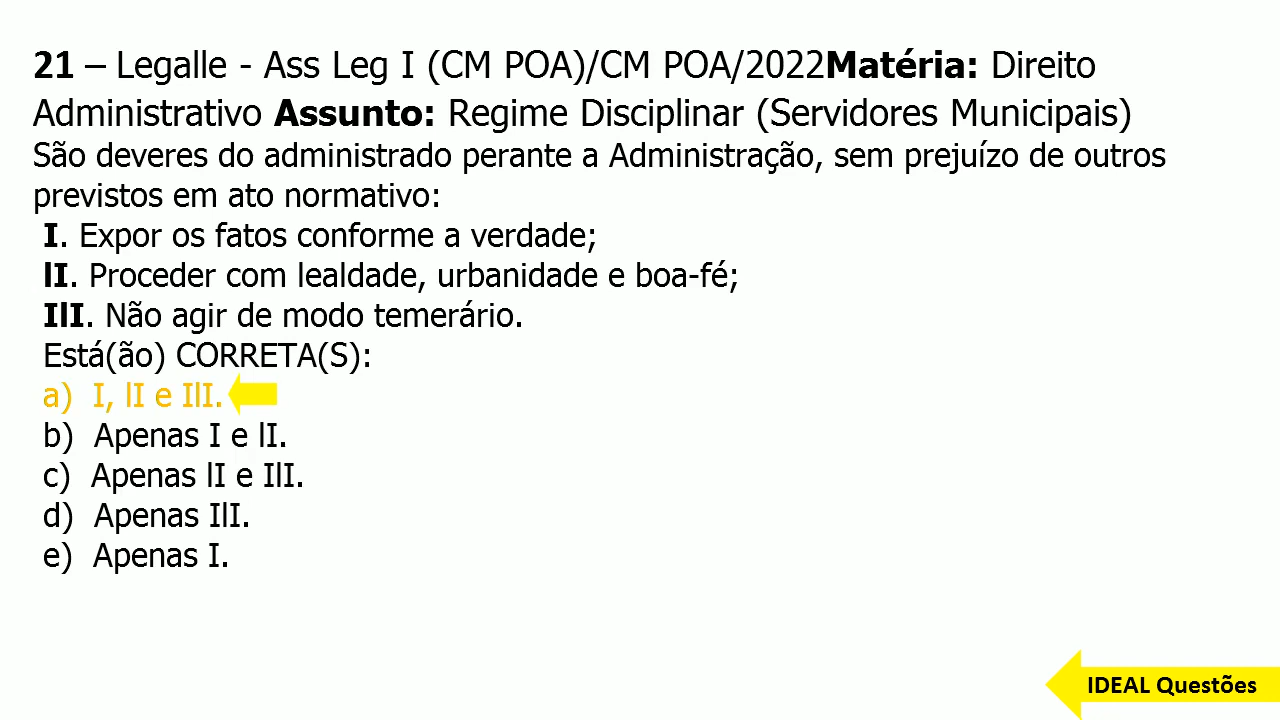 21 – Legalle - Ass Leg I (CM POA)/CM POA/2022Matéria: Direito
Administrativo Assunto: Regime Disciplinar (Servidores Municipais)
São deveres do administrado perante a Administração, sem prejuízo de outros
previstos em ato normativo:
I. Expor os fatos conforme a verdade;
lI. Proceder com lealdade, urbanidade e boa-fé;
IlI. Não agir de modo temerário.
Está(ão) CORRETA(S):
a) I, lI e IlI.
b) Apenas I e lI.
c) Apenas lI e IlI.
d) Apenas IlI.
e) Apenas I.
IDEAL Questões